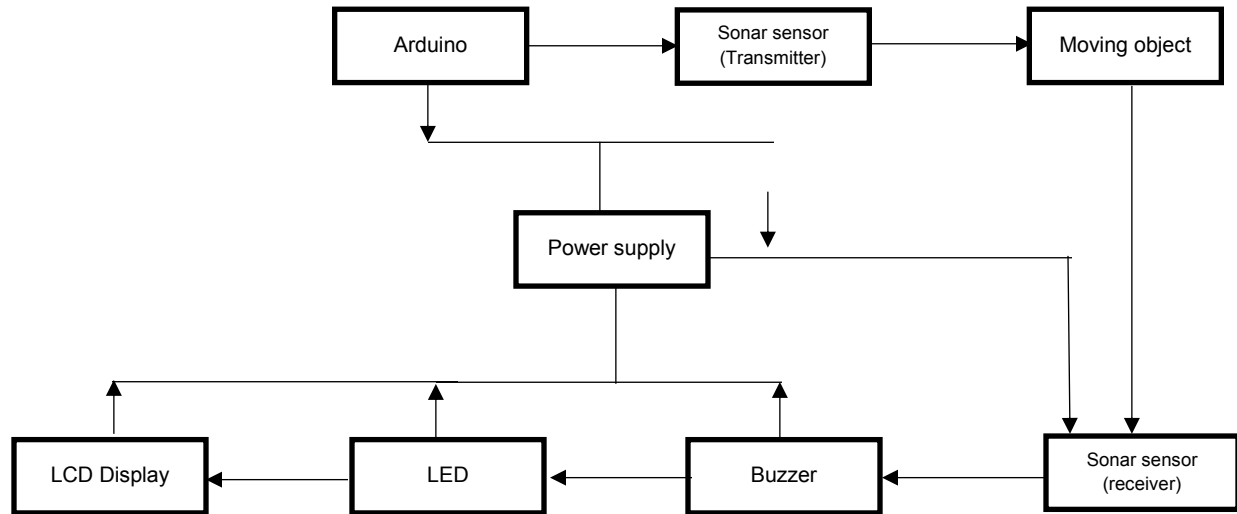 Arduino
Sonar sensor
(Transmitter)
Moving object
Power supply
LCD Display
LED
Buzzer
Sonar sensor
(receiver)